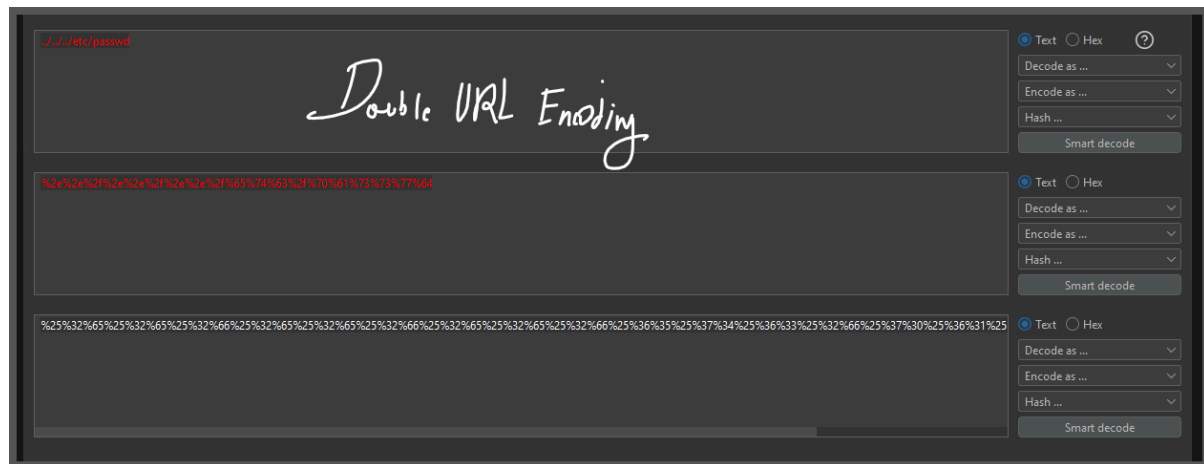 ../../../etc/passwd
Text Hex ?
Decode as ...
Encode as ...
Hash ...
Smart decode
Double URL Encoding
%2e%2e%2f%2e%2e%2f%2e%2e%2f%65%74%63%2f%70%61%73%73%77%64
Text Hex
Decode as ...
Encode as ...
Hash ...
Smart decode
%25%32%65%25%32%65%25%32%66%25%32%65%25%32%65%25%32%66%25%32%65%25%32%65%25%32%66%25%36%35%25%37%34%25%36%33%25%32%66%25%37%30%25%36%31%25
Text Hex
Decode as ...
Encode as ...
Hash ...
Smart decode